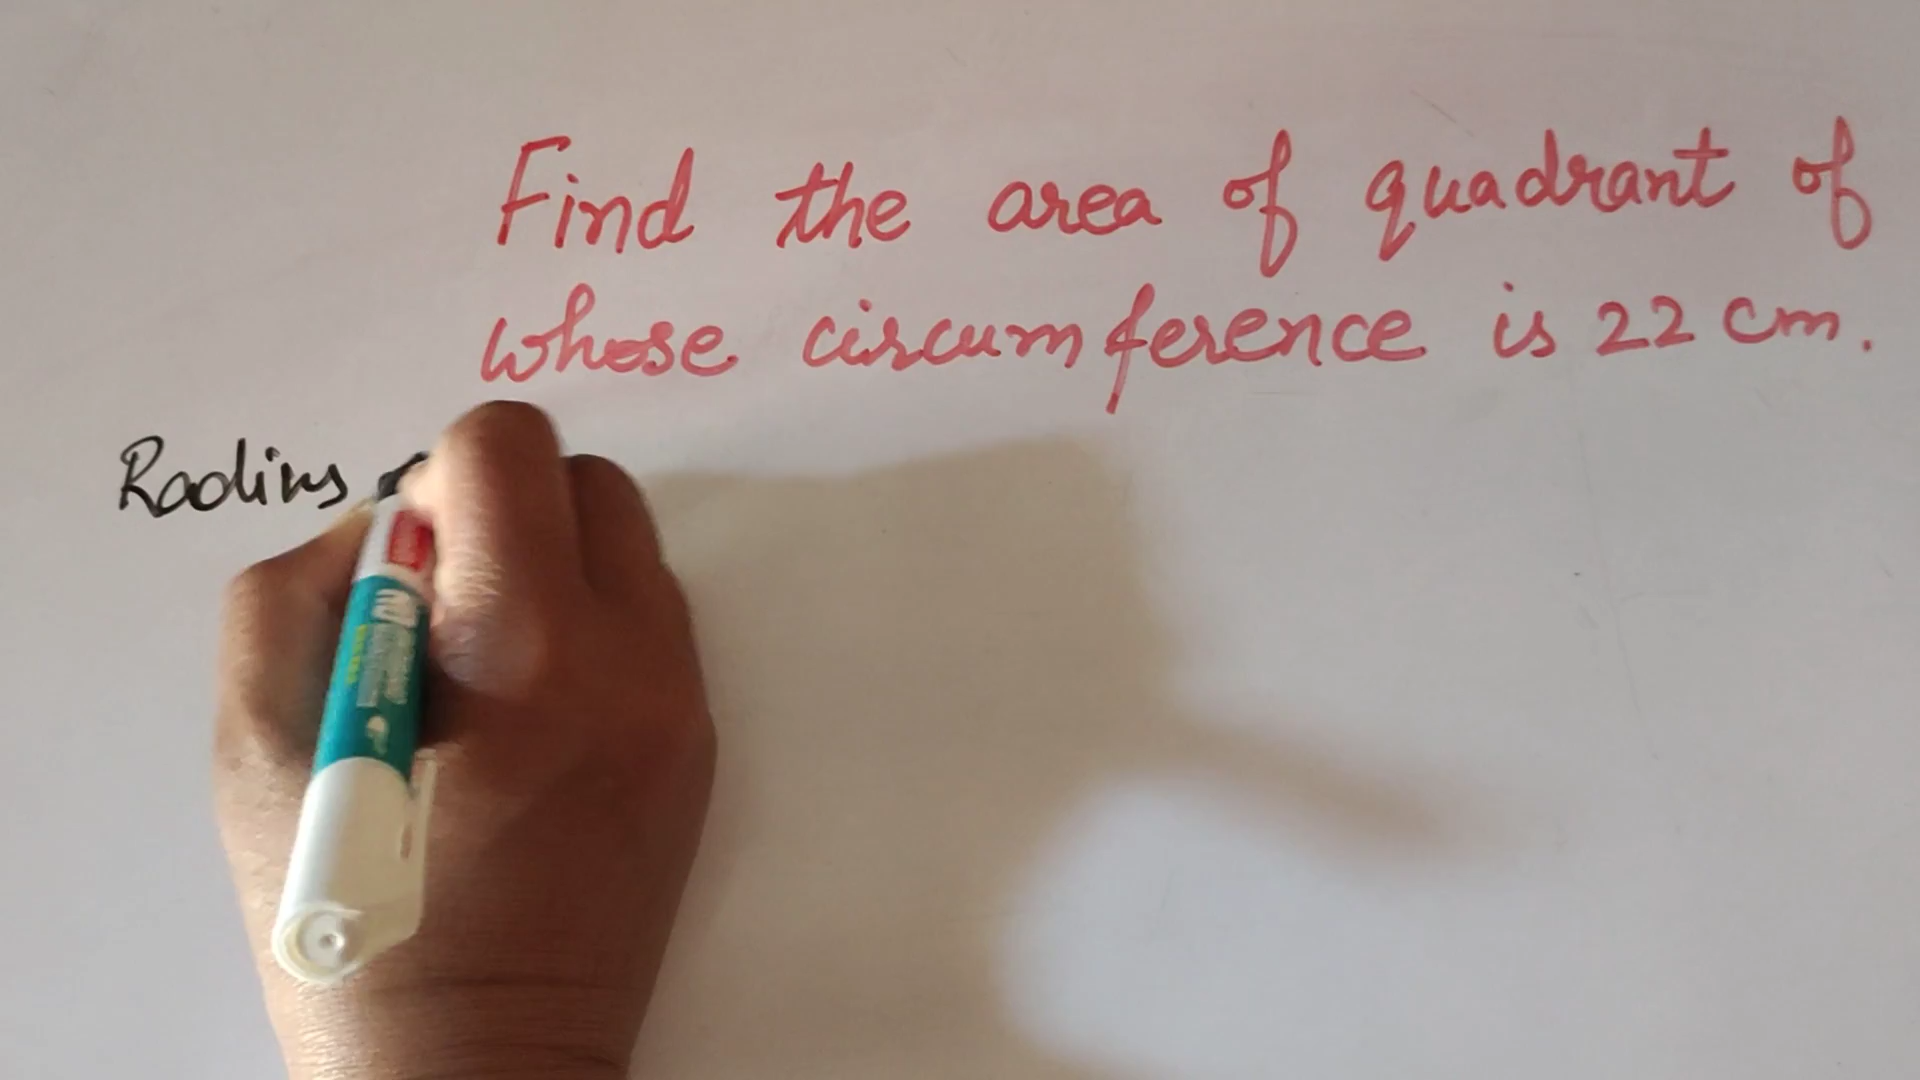 Find the area of quadrant of
whose circumference is 22 cm.
Radius